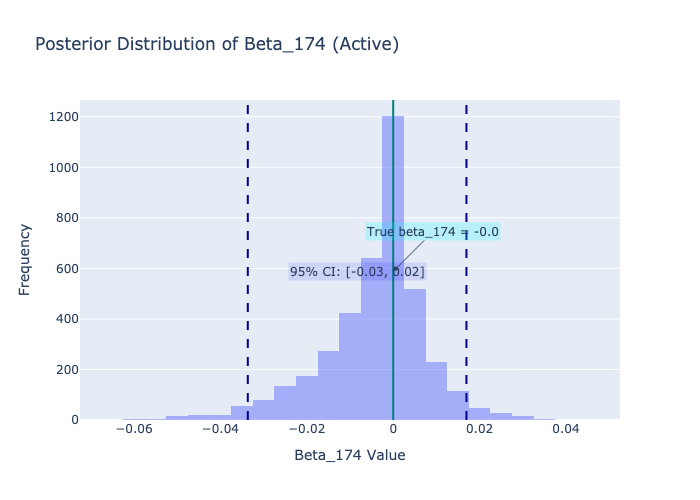 Posterior Distribution of Beta_174 (Active)
1200
1000
800
600
400
200
0
Frequency
True beta_174 = -0.0
95% CI: [-0.03, 0.02]
−0.06
−0.04
−0.02
0
0.02
0.04
Beta_174 Value